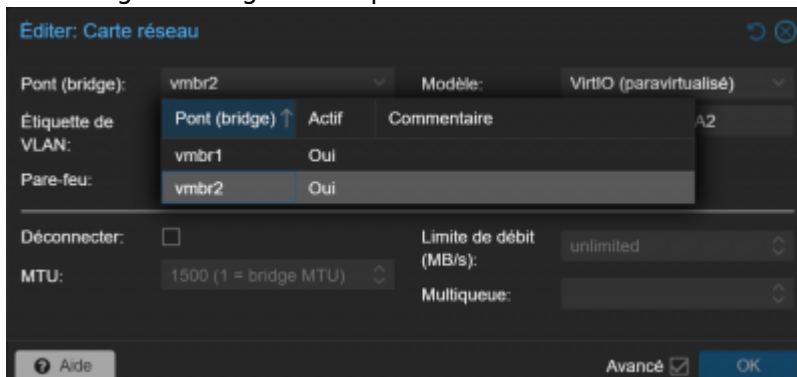 Éditer: Carte réseau
Pont (bridge): vmbr2 Modèle: VirtIO (paravirtualisé)
Étiquette de VLAN: Pont (bridge) ↑ Actif Commentaire A2
vmbr1 Oui
Pare-feu: vmbr2 Oui
Déconnecter: Limite de débit (MB/s): unlimited
MTU: 1500 (1 = bridge MTU) Multiqueue:
Aide Avancé OK